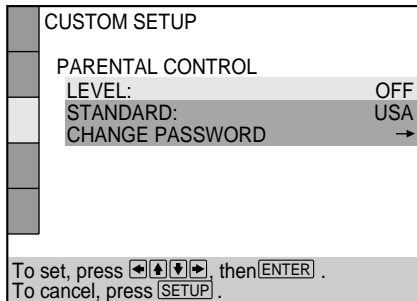 CUSTOM SETUP
PARENTAL CONTROL
LEVEL: OFF
STANDARD: USA
CHANGE PASSWORD →
To set, press ←↑↓→, then ENTER .
To cancel, press SETUP .